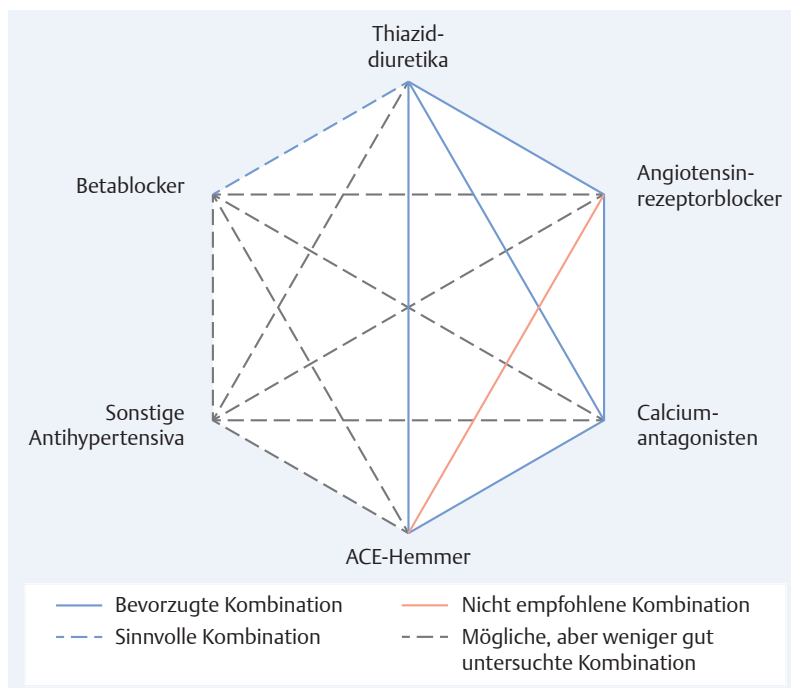 Thiazid-
diuretika
Betablocker
Angiotensin-
rezeptorblocker
Sonstige
Antihypertensiva
Calcium-
antagonisten
ACE-Hemmer
Bevorzugte Kombination
Sinnvolle Kombination
Nicht empfohlene Kombination
Mögliche, aber weniger gut
untersuchte Kombination